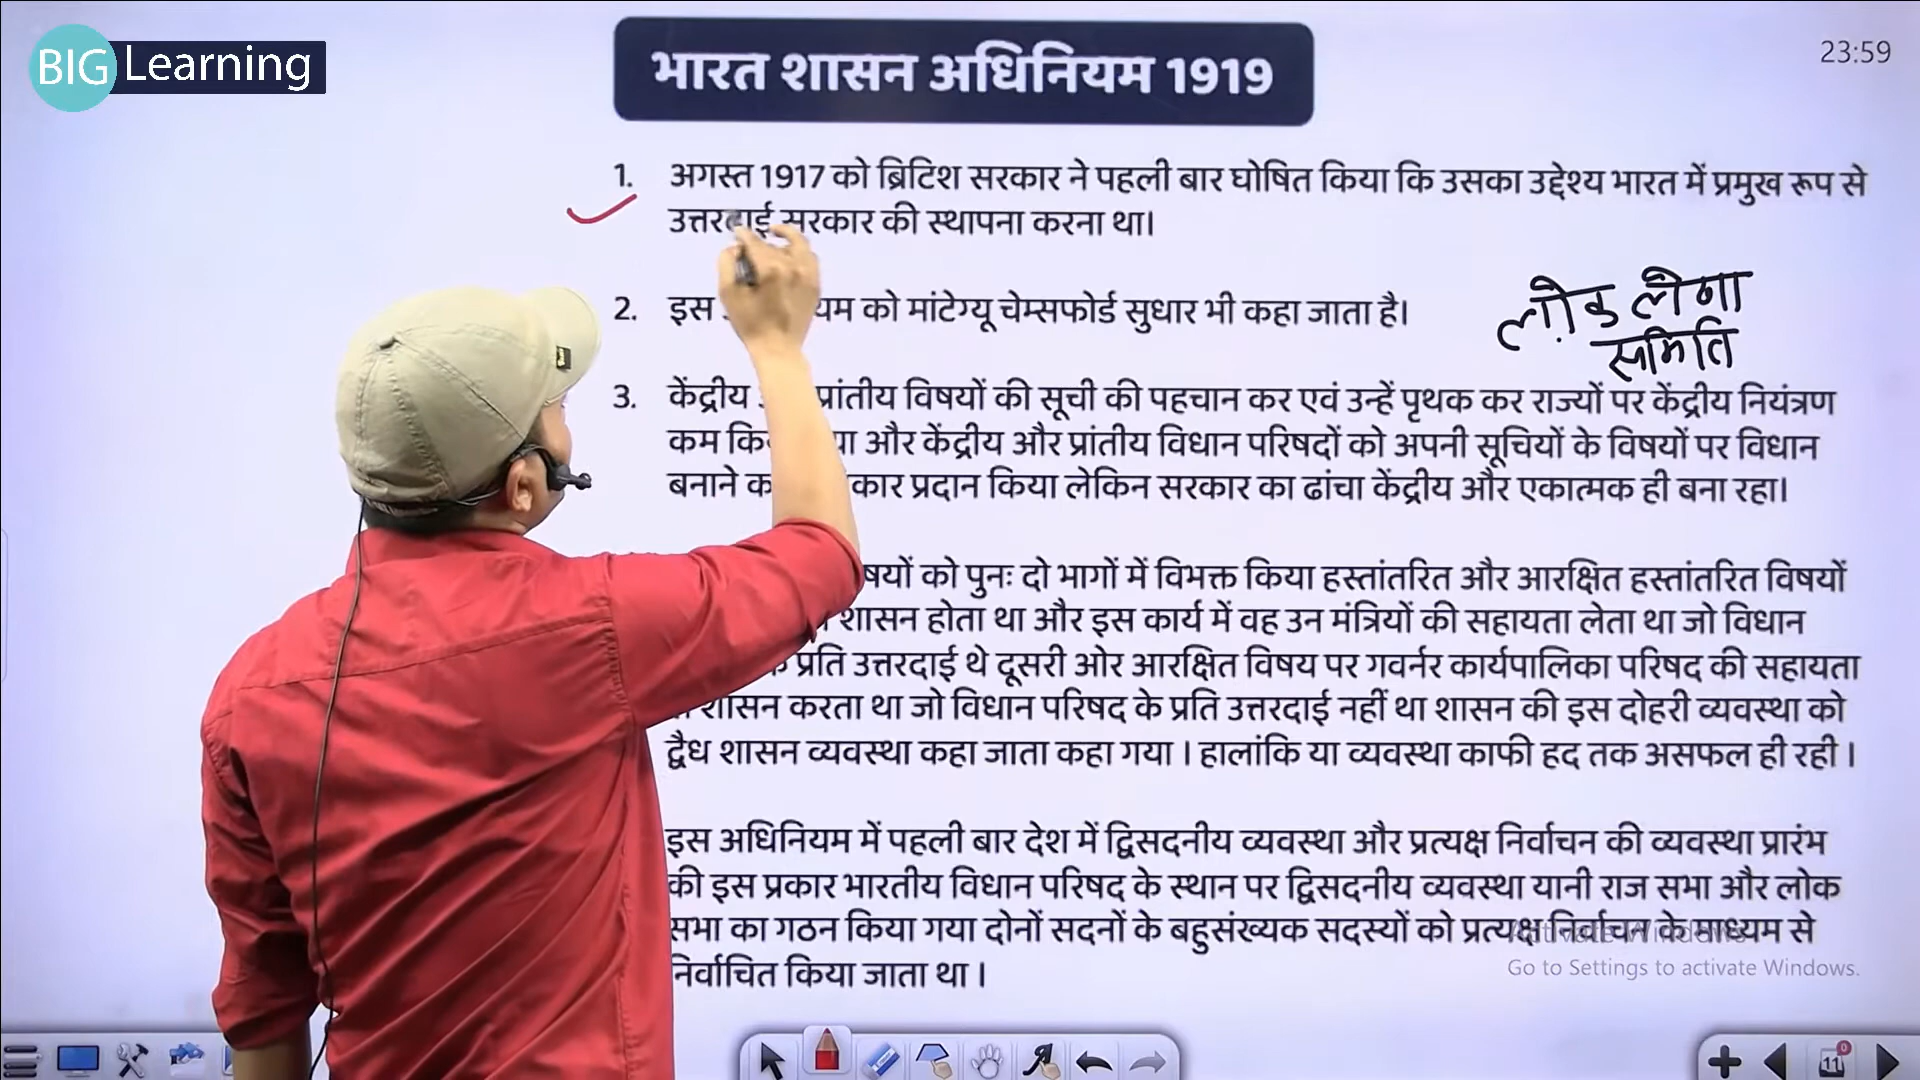 BIG Learning
23:59
भारत शासन अधिनियम 1919
1. अगस्त 1917 को ब्रिटिश सरकार ने पहली बार घोषित किया कि उसका उद्देश्य भारत में प्रमुख रूप से
उत्तरदाई सरकार की स्थापना करना था।
2. इस यम को मांटेग्यू चेम्सफोर्ड सुधार भी कहा जाता है।
लोक लेगा
समिति
3. केंद्रीय प्रांतीय विषयों की सूची की पहचान कर एवं उन्हें पृथक कर राज्यों पर केंद्रीय नियंत्रण
कम कि या और केंद्रीय और प्रांतीय विधान परिषदों को अपनी सूचियों के विषयों पर विधान
बनाने का कार प्रदान किया लेकिन सरकार का ढांचा केंद्रीय और एकात्मक ही बना रहा।
षयों को पुनः दो भागों में विभक्त किया हस्तांतरित और आरक्षित हस्तांतरित विषयों
शासन होता था और इस कार्य में वह उन मंत्रियों की सहायता लेता था जो विधान
प्रति उत्तरदाई थे दूसरी ओर आरक्षित विषय पर गवर्नर कार्यपालिका परिषद की सहायता
शासन करता था जो विधान परिषद के प्रति उत्तरदाई नहीं था शासन की इस दोहरी व्यवस्था को
द्वैध शासन व्यवस्था कहा जाता कहा गया । हालांकि या व्यवस्था काफी हद तक असफल ही रही ।
इस अधिनियम में पहली बार देश में द्विसदनीय व्यवस्था और प्रत्यक्ष निर्वाचन की व्यवस्था प्रारंभ
की इस प्रकार भारतीय विधान परिषद के स्थान पर द्विसदनीय व्यवस्था यानी राज सभा और लोक
सभा का गठन किया गया दोनों सदनों के बहुसंख्यक सदस्यों को प्रत्यक्ष निर्वाचन के माध्यम से
निर्वाचित किया जाता था ।
Activate Windows
Go to Settings to activate Windows.
11
0